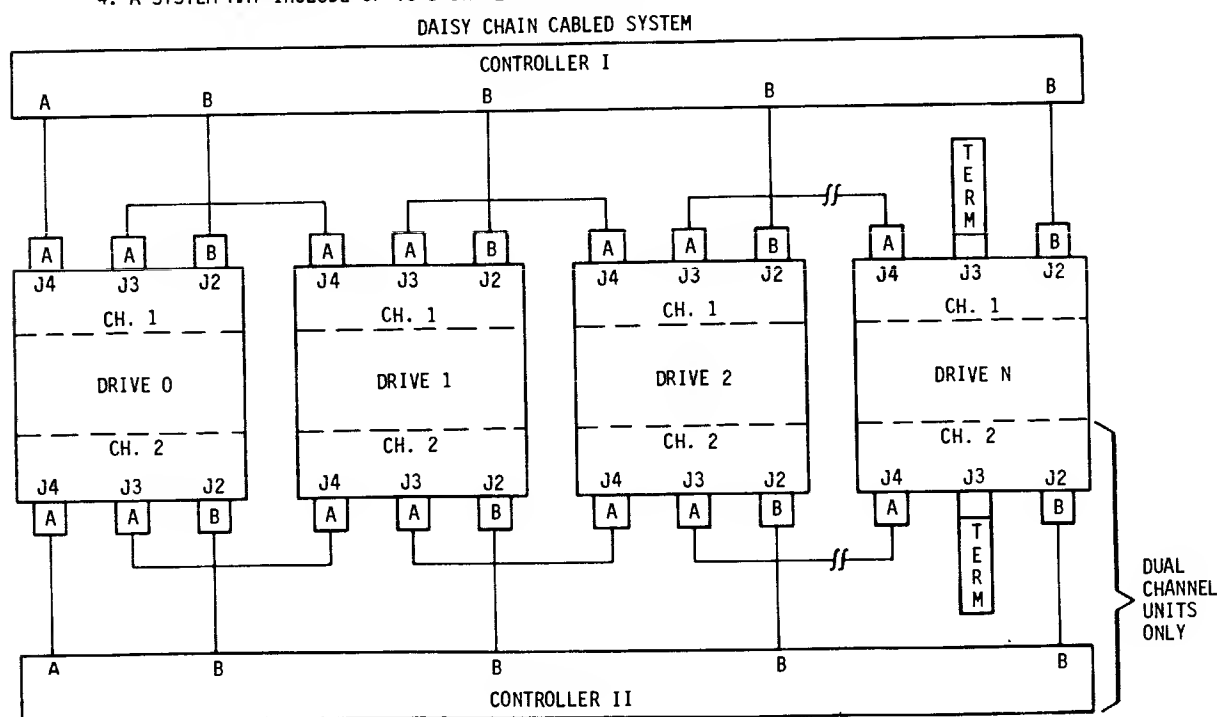 DAISY CHAIN CABLED SYSTEM
CONTROLLER I
A B B B B
TERM
A A B A A B A A B A B
J4 J3 J2 J4 J3 J2 J4 J3 J2 J4 J3 J2
CH. 1 CH. 1 CH. 1 CH. 1
DRIVE 0 DRIVE 1 DRIVE 2 DRIVE N
CH. 2 CH. 2 CH. 2 CH. 2
J4 J3 J2 J4 J3 J2 J4 J3 J2 J4 J3 J2
A A B A A B A A B A B
TERM
DUAL
CHANNEL
UNITS
ONLY
A B B B B
CONTROLLER II